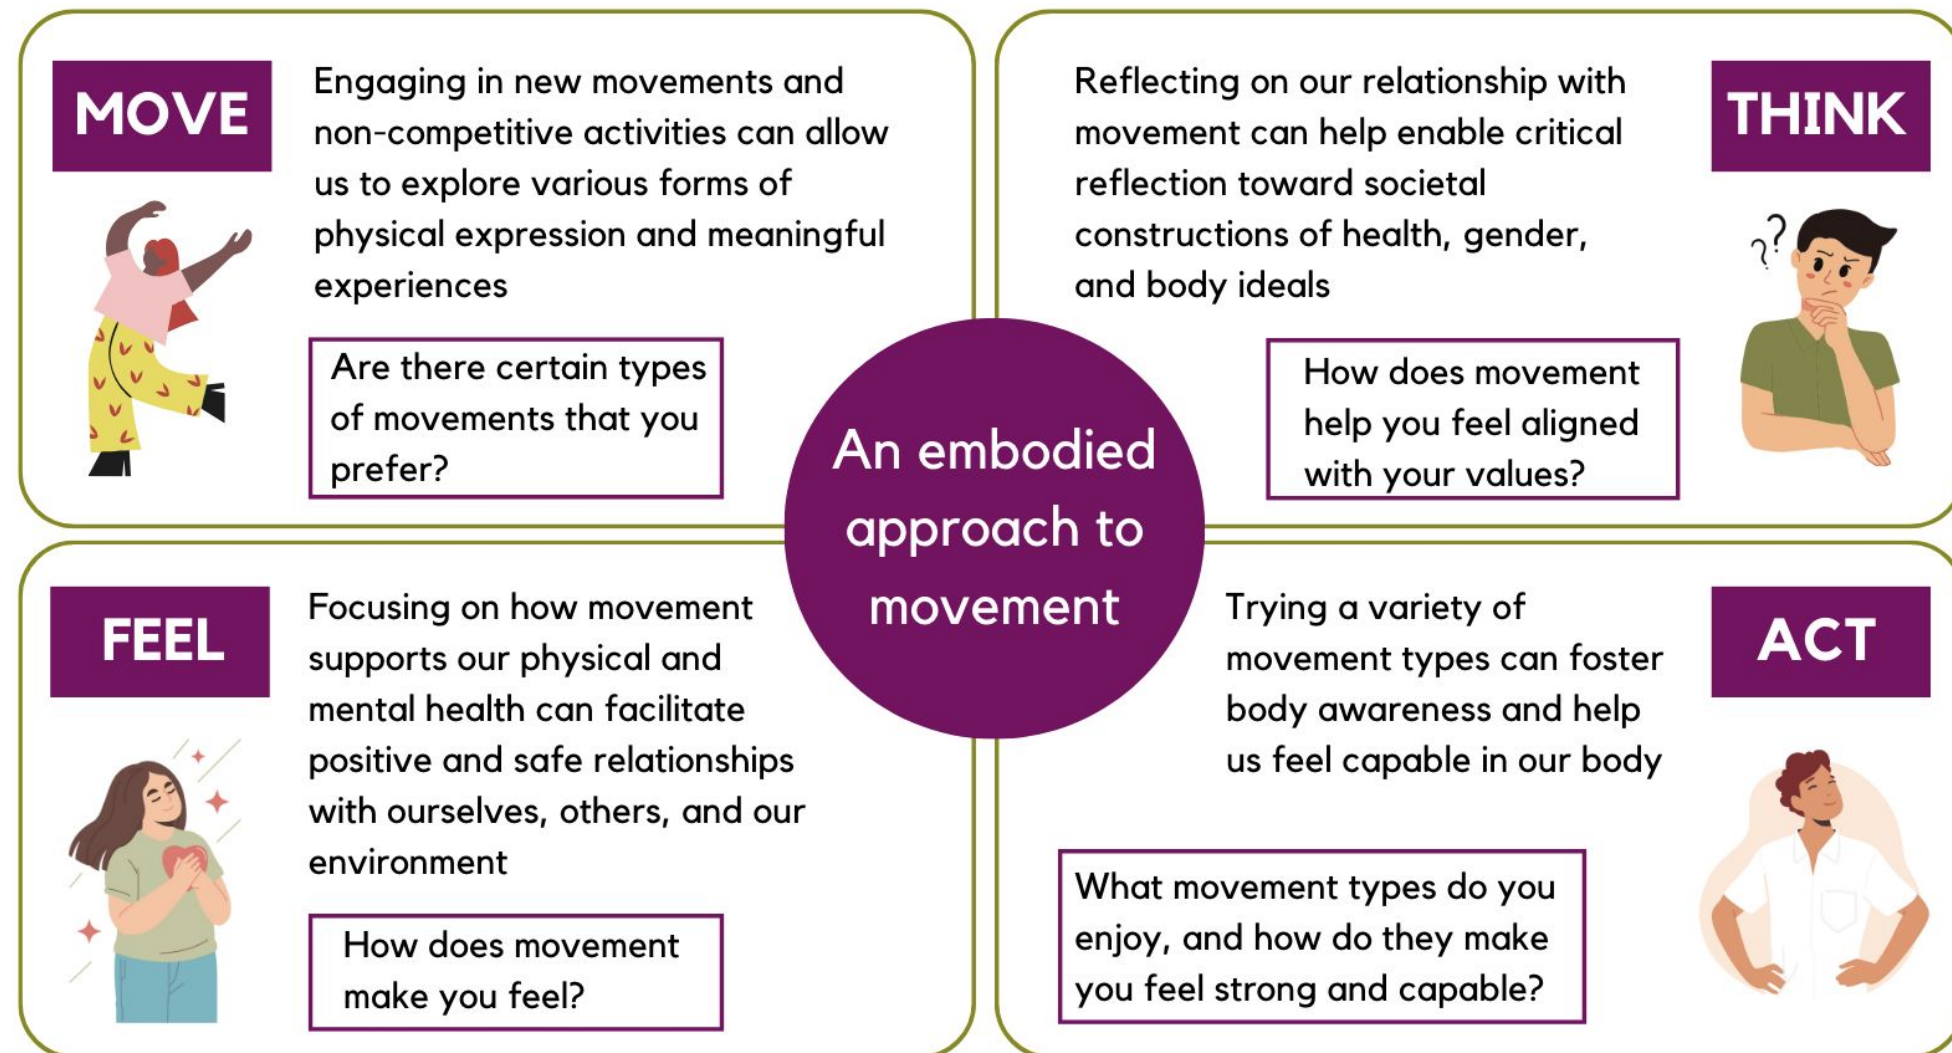 MOVE
Engaging in new movements and
non-competitive activities can allow
us to explore various forms of
physical expression and meaningful
experiences
Are there certain types
of movements that you
prefer?
THINK
Reflecting on our relationship with
movement can help enable critical
reflection toward societal
constructions of health, gender,
and body ideals
??
How does movement
help you feel aligned
with your values?
An embodied
approach to
movement
FEEL
Focusing on how movement
supports our physical and
mental health can facilitate
positive and safe relationships
with ourselves, others, and our
environment
How does movement
make you feel?
ACT
Trying a variety of
movement types can foster
body awareness and help
us feel capable in our body
What movement types do you
enjoy, and how do they make
you feel strong and capable?